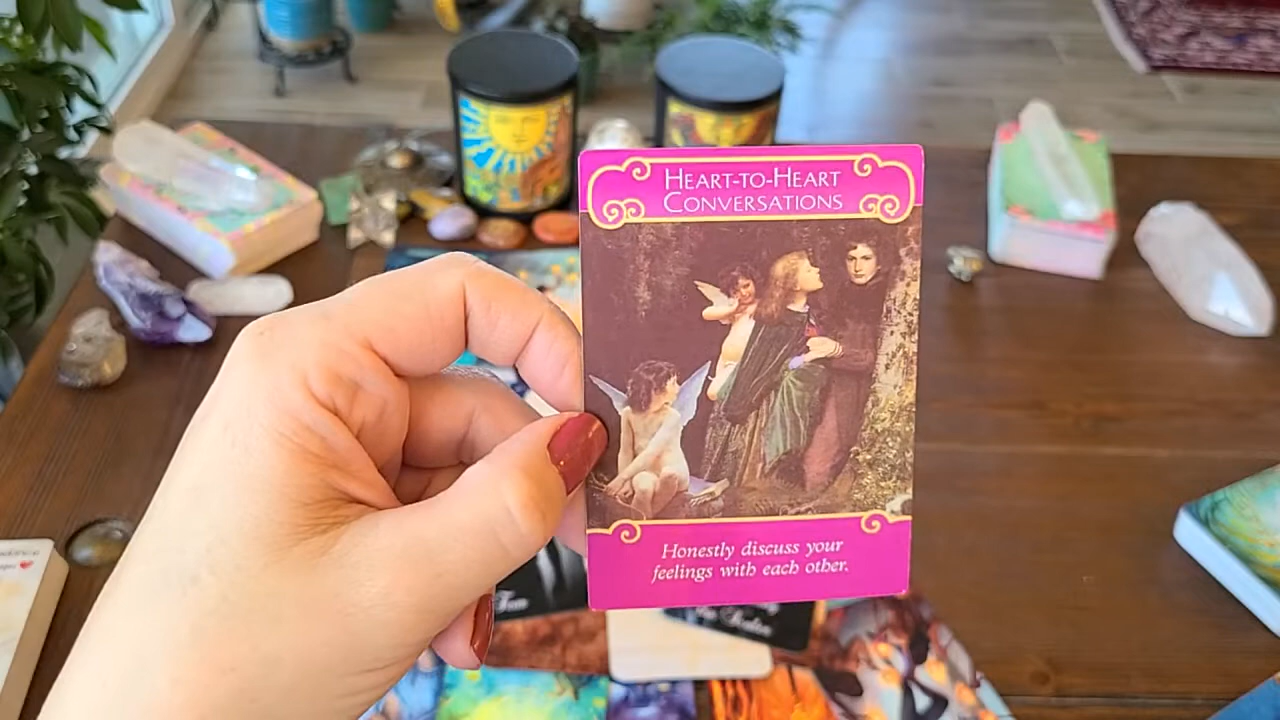 HEART-TO-HEART
CONVERSATIONS
Honestly discuss your
feelings with each other.